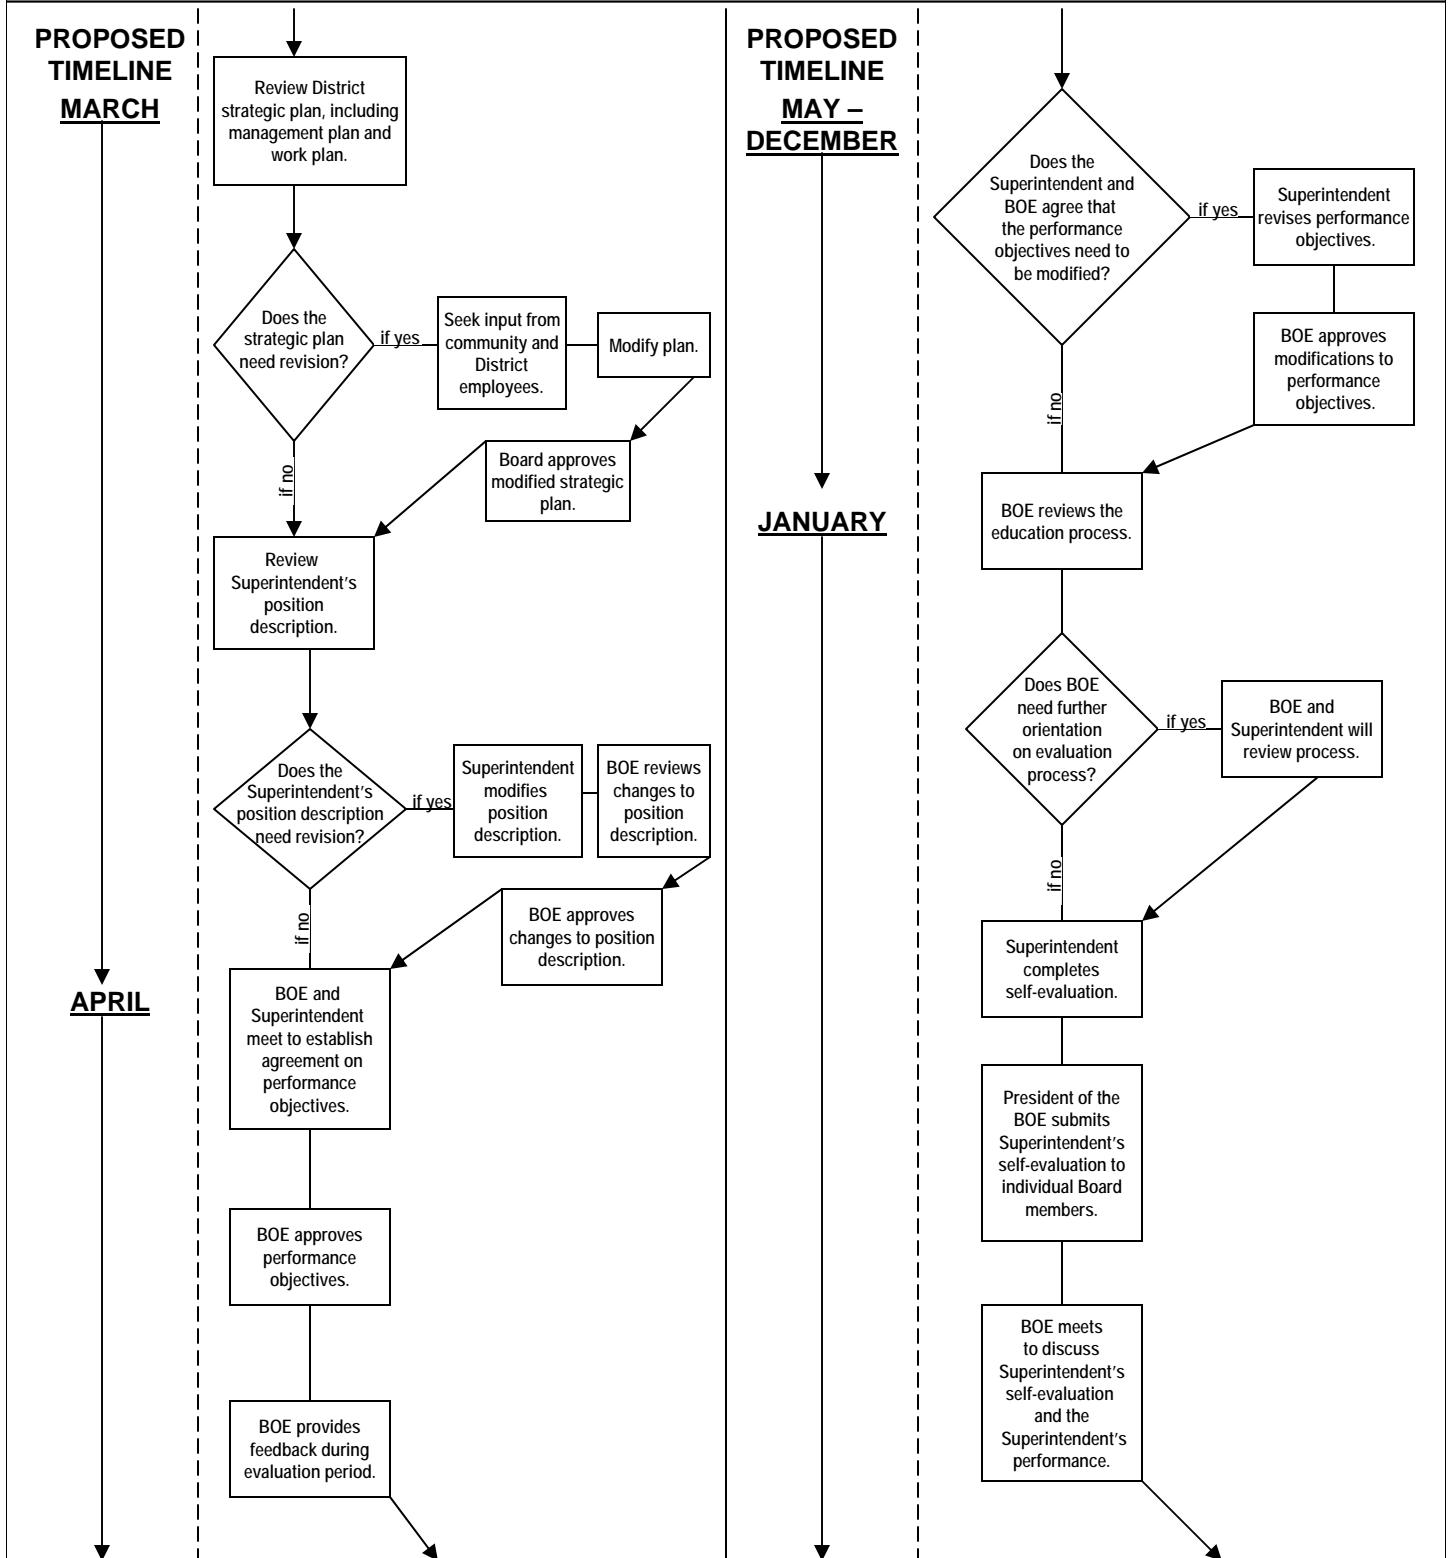 PROPOSED
TIMELINE
MARCH
Review District
strategic plan, including
management plan and
work plan.
Does the
strategic plan
need revision?
if yes
Seek input from
community and
District
employees.
Modify plan.
if no
Board approves
modified strategic
plan.
Review
Superintendent's
position
description.
Does the
Superintendent's
position description
need revision?
if yes
Superintendent
modifies
position
description.
BOE reviews
changes to
position
description.
if no
BOE approves
changes to position
description.
APRIL
BOE and
Superintendent
meet to establish
agreement on
performance
objectives.
BOE approves
performance
objectives.
BOE provides
feedback during
evaluation period.
PROPOSED
TIMELINE
MAY –
DECEMBER
Does the
Superintendent and
BOE agree that
the performance
objectives need to
be modified?
if yes
Superintendent
revises performance
objectives.
BOE approves
modifications to
performance
objectives.
if no
JANUARY
BOE reviews the
education process.
Does BOE
need further
orientation
on evaluation
process?
if yes
BOE and
Superintendent will
review process.
if no
Superintendent
completes
self-evaluation.
President of the
BOE submits
Superintendent's
self-evaluation to
individual Board
members.
BOE meets
to discuss
Superintendent's
self-evaluation
and the
Superintendent's
performance.